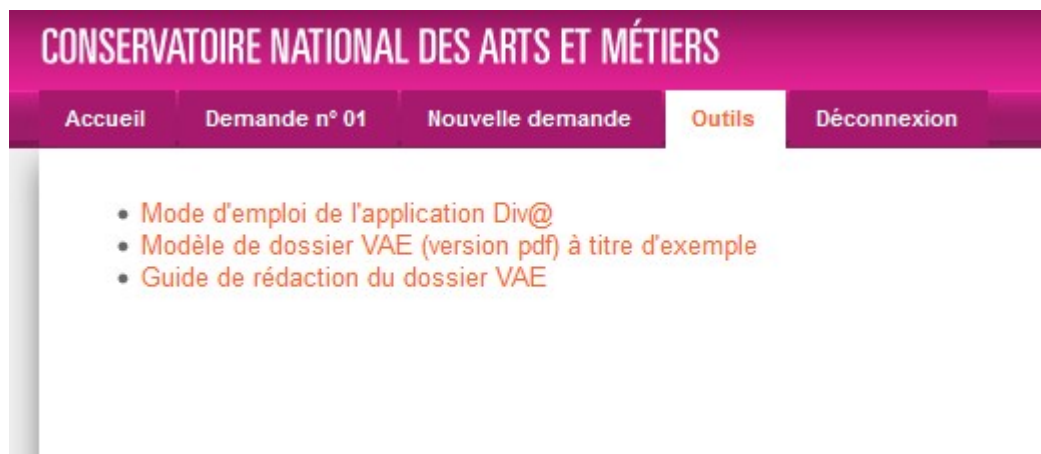 CONSERVATOIRE NATIONAL DES ARTS ET MÉTIERS
Accueil Demande n° 01 Nouvelle demande Outils Déconnexion
• Mode d'emploi de l'application Div@
• Modèle de dossier VAE (version pdf) à titre d'exemple
• Guide de rédaction du dossier VAE